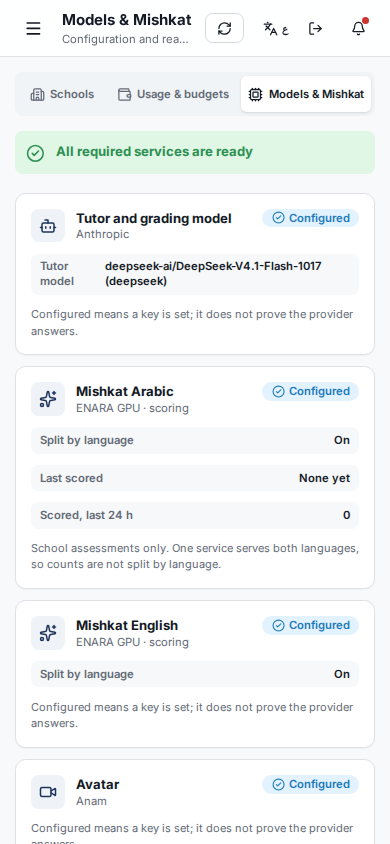 Models & Mishkat
Configuration and rea...
ع
Schools
Usage & budgets
Models & Mishkat
All required services are ready
Tutor and grading model
Configured
Anthropic
Tutor model
deepseek-ai/DeepSeek-V4.1-Flash-1017
(deepseek)
Configured means a key is set; it does not prove the provider
answers.
Mishkat Arabic
Configured
ENARA GPU · scoring
Split by language
On
Last scored
None yet
Scored, last 24 h
0
School assessments only. One service serves both languages,
so counts are not split by language.
Mishkat English
Configured
ENARA GPU · scoring
Split by language
On
Configured means a key is set; it does not prove the provider
answers.
Avatar
Configured
Anam
Configured means a key is set; it does not prove the provider
answers.